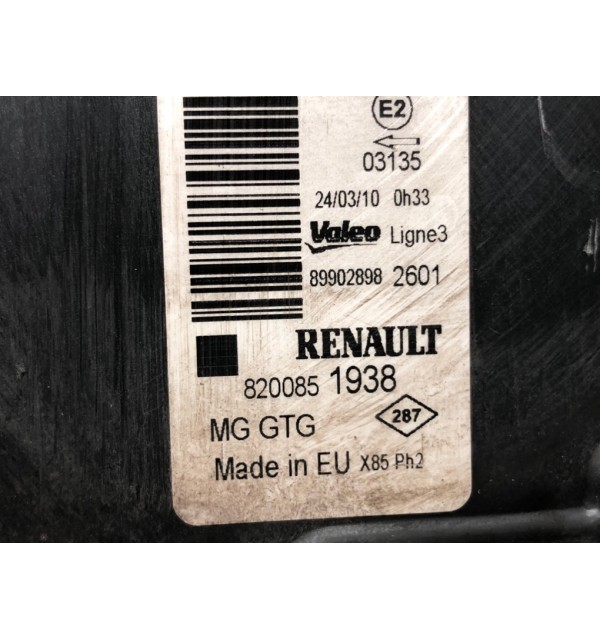 E2
03135
24/03/10 0h33
Valeo Ligne3
89902898 2601
RENAULT
820085 1938
MG GTG
287
Made in EU X85 Ph2